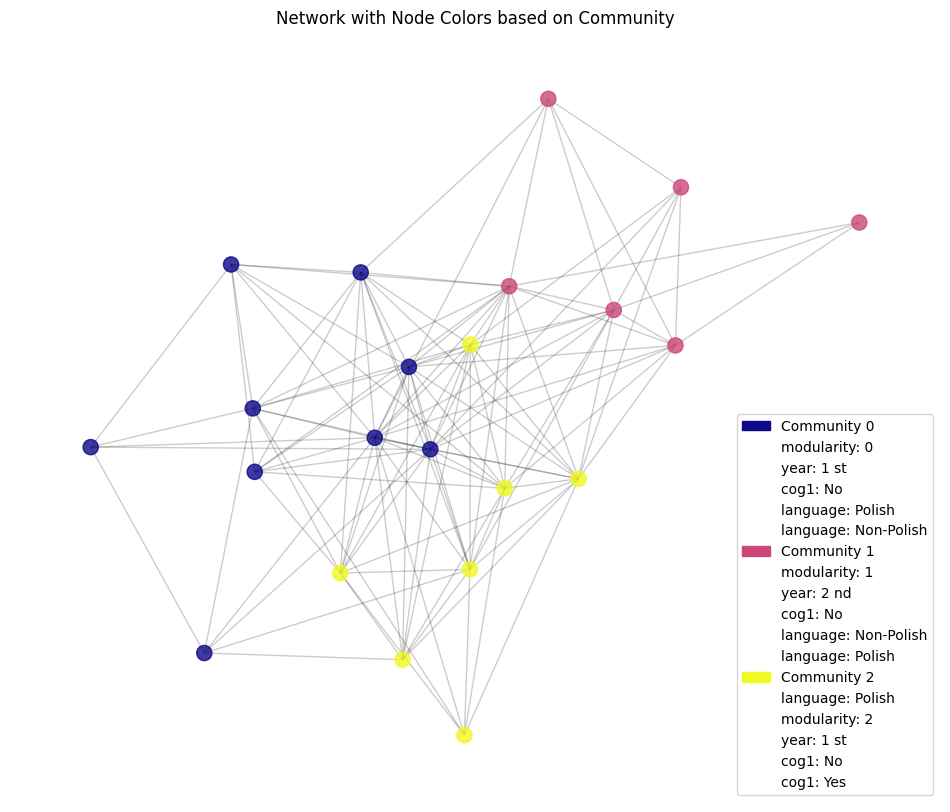 Network with Node Colors based on Community
Community 0
modularity: 0
year: 1 st
cog1: No
language: Polish
language: Non-Polish
Community 1
modularity: 1
year: 2 nd
cog1: No
language: Non-Polish
language: Polish
Community 2
language: Polish
modularity: 2
year: 1 st
cog1: No
cog1: Yes